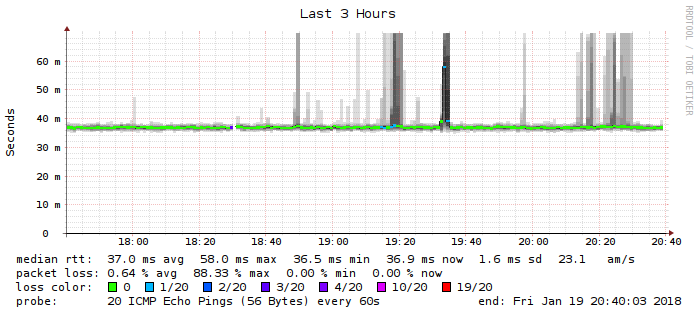 Last 3 Hours
RRDTOOL / TOBI OETIKER
Seconds
60 m
50 m
40 m
30 m
20 m
10 m
0
18:00 18:20 18:40 19:00 19:20 19:40 20:00 20:20 20:40
median rtt: 37.0 ms avg 58.0 ms max 36.5 ms min 36.9 ms now 1.6 ms sd 23.1 am/s
packet loss: 0.64 % avg 88.33 % max 0.00 % min 0.00 % now
loss color: 0 1/20 2/20 3/20 4/20 10/20 19/20
probe: 20 ICMP Echo Pings (56 Bytes) every 60s end: Fri Jan 19 20:40:03 2018